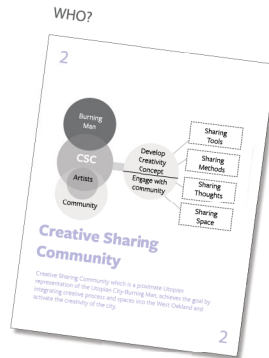 WHO?
2
Burning
Man
CSC
Artists
Community
Develop
Creativity
Concept
Engage with
community
Sharing
Tools
Sharing
Methods
Sharing
Thoughts
Sharing
Space
Creative Sharing
Community
Creative Sharing Community which is a proximate Utopian
representation of the Utopian City-Burning Man, achieves the goal by
integrating creative process and spaces into the West Oakland and
activate the creativity of the city.
2